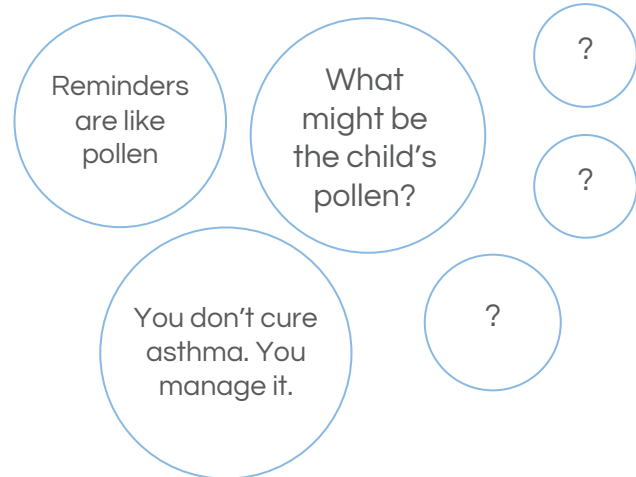 Reminders
are like
pollen
What
might be
the child's
pollen?
?
?
You don't cure
asthma. You
manage it.
?